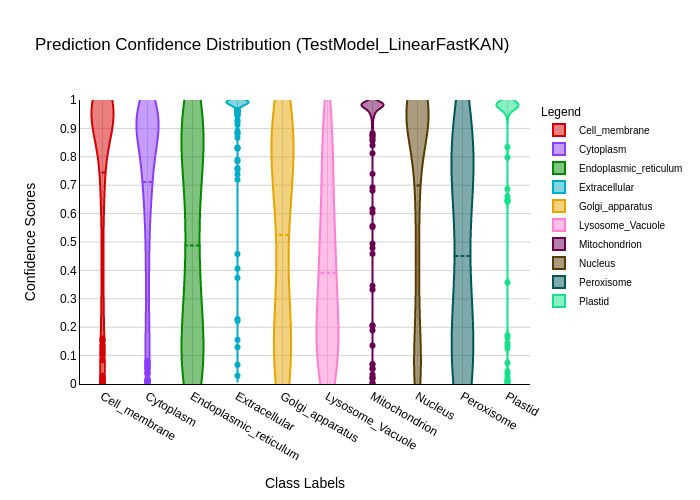 Prediction Confidence Distribution (TestModel_LinearFastKAN)
Confidence Scores
1
0.9
0.8
0.7
0.6
0.5
0.4
0.3
0.2
0.1
0
Cell_membrane
Cytoplasm
Endoplasmic_reticulum
Extracellular
Golgi_apparatus
Lysosome_Vacuole
Mitochondrion
Nucleus
Peroxisome
Plastid
Class Labels
Legend
Cell_membrane
Cytoplasm
Endoplasmic_reticulum
Extracellular
Golgi_apparatus
Lysosome_Vacuole
Mitochondrion
Nucleus
Peroxisome
Plastid